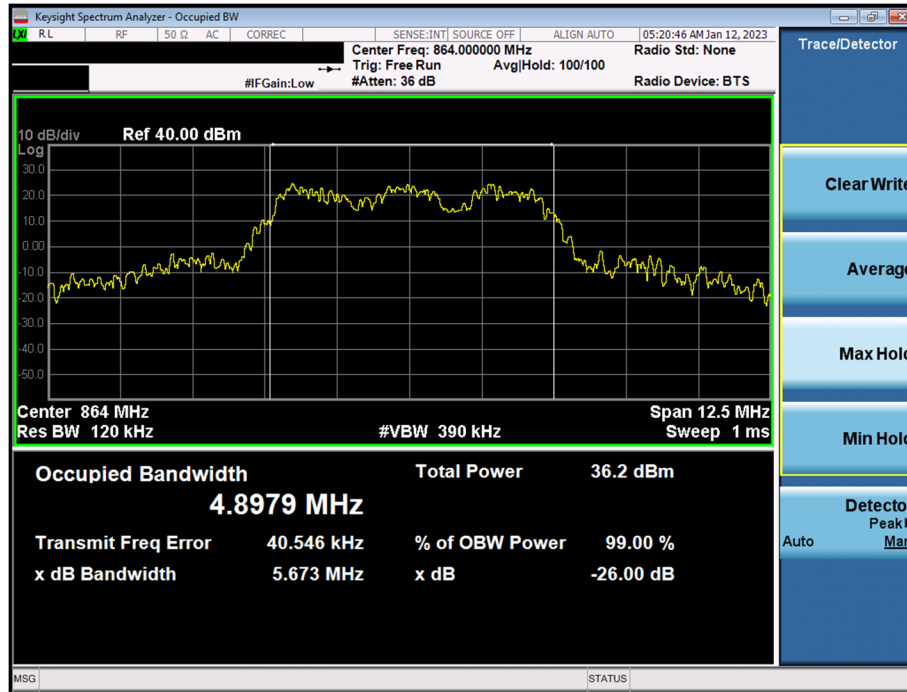 Keysight Spectrum Analyzer - Occupied BW
LXI RL RF 50 Ω AC CORREC SENSE:INT SOURCE OFF ALIGN AUTO 05:20:46 AM Jan 12, 2023
Center Freq: 864.000000 MHz Radio Std: None
Trig: Free Run Avg|Hold: 100/100
#IFGain:Low #Atten: 36 dB Radio Device: BTS
10 dB/div Ref 40.00 dBm
Log
30.0
20.0
10.0
0.00
-10.0
-20.0
-30.0
-40.0
-50.0
Center 864 MHz Span 12.5 MHz
Res BW 120 kHz #VBW 390 kHz Sweep 1 ms
Occupied Bandwidth Total Power 36.2 dBm
4.8979 MHz
Transmit Freq Error 40.546 kHz % of OBW Power 99.00 %
x dB Bandwidth 5.673 MHz x dB -26.00 dB
MSG STATUS
Trace/Detector
Clear Write
Average
Max Hold
Min Hold
Detecto
Peak
Auto Man